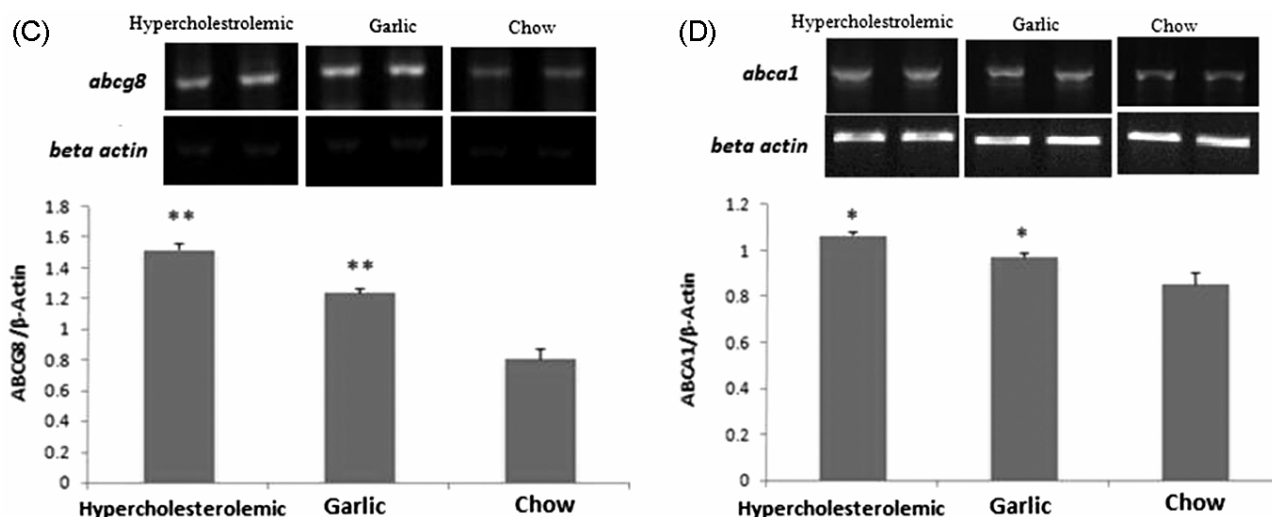 (C)
Hypercholestrolemic Garlic Chow
abcg8
beta actin
ABCG8/β-Actin
1.8
1.6
1.4
1.2
1
0.8
0.6
0.4
0.2
0
** **
Hypercholesterolemic Garlic Chow
(D)
Hypercholesterolemic Garlic Chow
abca1
beta actin
ABCA1/β-Actin
1.2
1
0.8
0.6
0.4
0.2
0
* *
Hypercholesterolemic Garlic Chow